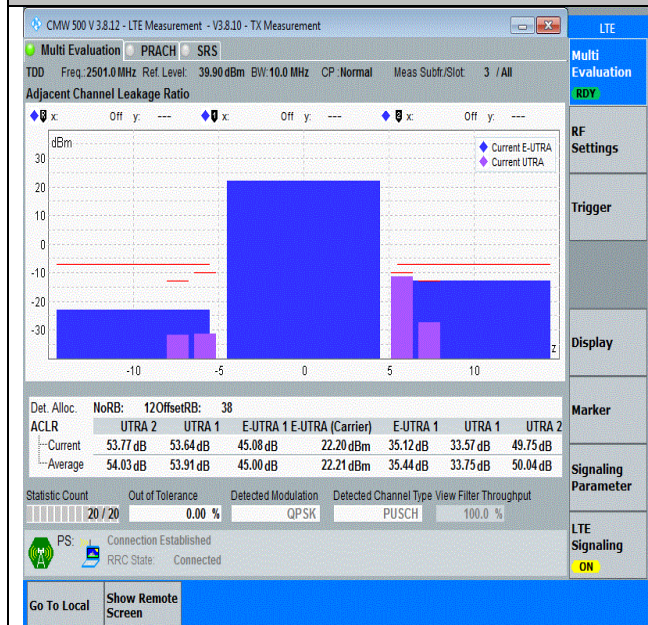 CMW 500 V 3.8.12 - LTE Measurement - V3.8.10 - TX Measurement
LTE
Multi Evaluation PRACH SRS
TDD Freq.:2501.0 MHz Ref. Level: 39.90 dBm BW:10.0 MHz CP :Normal Meas Subfr./Slot: 3 / All
Adjacent Channel Leakage Ratio
x: Off y: --- x: Off y: --- x: Off y: ---
dBm
Current E-UTRA
Current UTRA
30
20
10
0
-10
-20
-30
z
-10 -5 0 5 10
Det. Alloc. NoRB: 12OffsetRB: 38
ACLR UTRA 2 UTRA 1 E-UTRA 1 E-UTRA (Carrier) E-UTRA 1 UTRA 1 UTRA 2
Current 53.77 dB 53.64 dB 45.08 dB 22.20 dBm 35.12 dB 33.57 dB 49.75 dB
Average 54.03 dB 53.91 dB 45.00 dB 22.21 dBm 35.44 dB 33.75 dB 50.04 dB
Statistic Count Out of Tolerance Detected Modulation Detected Channel Type View Filter Throughput
20 / 20 0.00 % QPSK PUSCH 100.0 %
PS: Connection Established
RRC State: Connected
Multi
Evaluation
RDY
RF
Settings
Trigger
Display
Marker
Signaling
Parameter
LTE
Signaling
ON
Go To Local
Show Remote
Screen